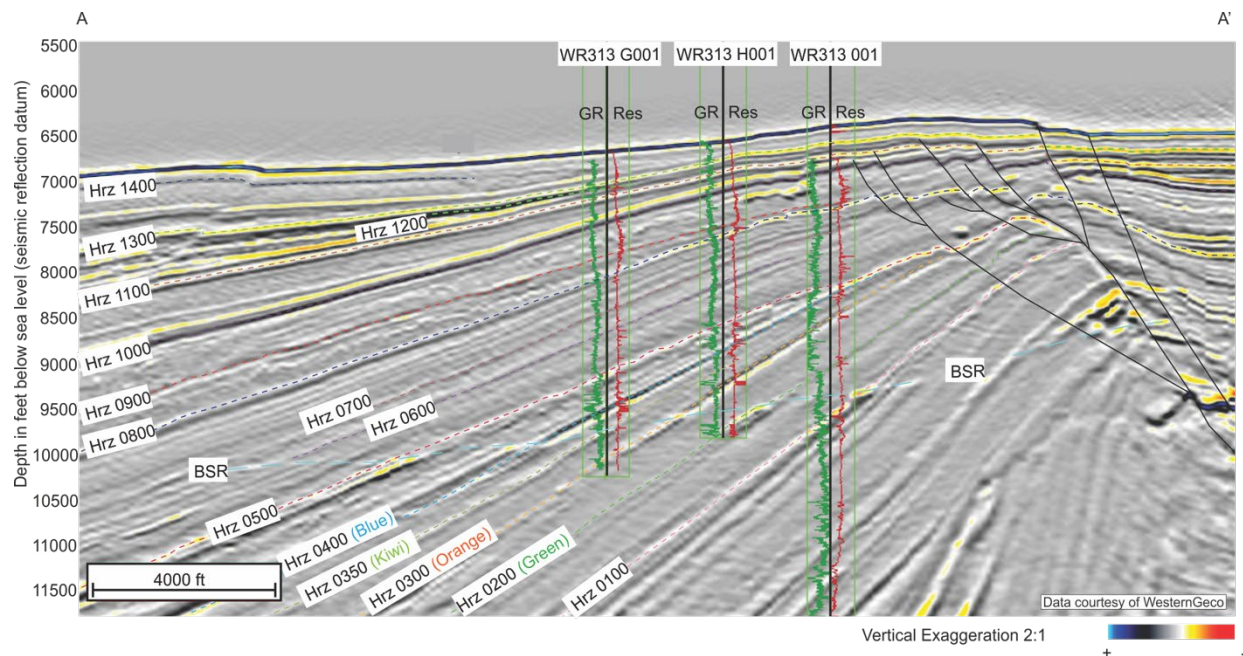 A A'
5500
6000
6500
7000
7500
8000
8500
9000
9500
10000
10500
11000
11500
Depth in feet below sea level (seismic reflection datum)
WR313 G001 WR313 H001 WR313 001
GR Res GR Res GR Res
Hrz 1400
Hrz 1300
Hrz 1200
Hrz 1100
Hrz 1000
Hrz 0900
Hrz 0800
Hrz 0700
Hrz 0600
BSR
BSR
Hrz 0500
Hrz 0400 (Blue)
Hrz 0350 (Kiwi)
Hrz 0300 (Orange)
Hrz 0200 (Green)
Hrz 0100
4000 ft
Data courtesy of WesternGeco
Vertical Exaggeration 2:1
+ -